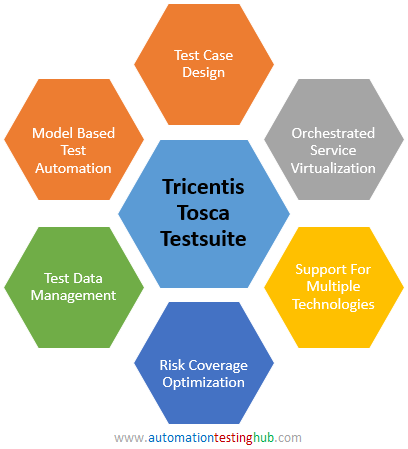 Test Case
Design
Model Based
Test
Automation
Orchestrated
Service
Virtualization
Tricentis
Tosca
Testsuite
Test Data
Management
Support For
Multiple
Technologies
Risk Coverage
Optimization
www.automationtestinghub.com